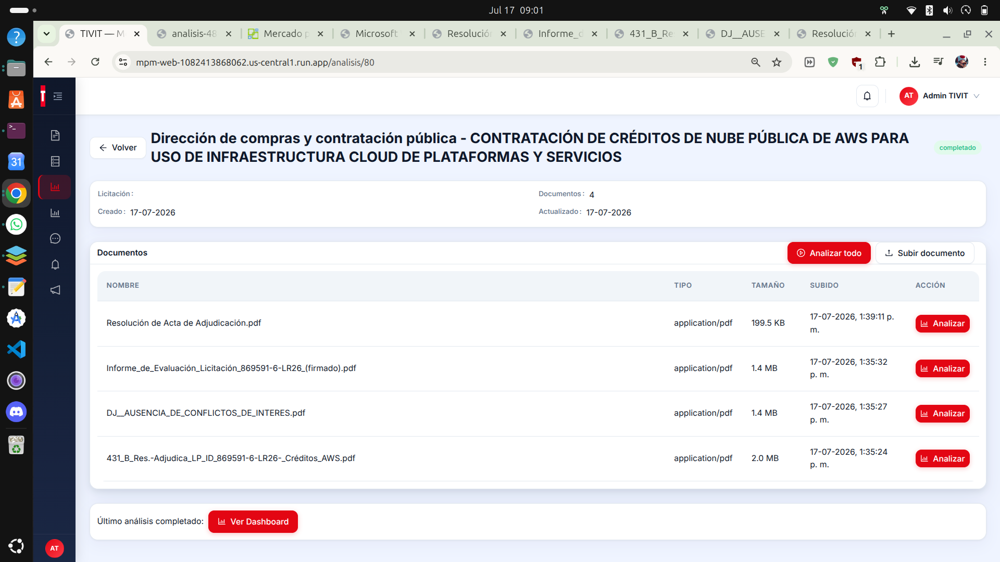 Jul 17 09:01
TIVIT — M
analisis-48
Mercado p
Microsoft
Resolución
Informe_d
431_B_Res
DJ__AUSE
Resolución
mpm-web-1082413868062.us-central1.run.app/analisis/80
1
31
T
AT
Admin TIVIT
Volver
Dirección de compras y contratación pública - CONTRATACIÓN DE CRÉDITOS DE NUBE PÚBLICA DE AWS PARA
USO DE INFRAESTRUCTURA CLOUD DE PLATAFORMAS Y SERVICIOS
completado
Licitación:
Documentos: 4
Creado: 17-07-2026
Actualizado: 17-07-2026
Documentos
Analizar todo
Subir documento
NOMBRE TIPO TAMAÑO SUBIDO ACCIÓN
Resolución de Acta de Adjudicación.pdf application/pdf 199.5 KB 17-07-2026, 1:39:11 p.
m.
Analizar
Informe_de_Evaluación_Licitación_869591-6-LR26_(firmado).pdf application/pdf 1.4 MB 17-07-2026, 1:35:32
p. m.
Analizar
DJ__AUSENCIA_DE_CONFLICTOS_DE_INTERES.pdf application/pdf 1.4 MB 17-07-2026, 1:35:27
p. m.
Analizar
431_B_Res.-Adjudica_LP_ID_869591-6-LR26-_Créditos_AWS.pdf application/pdf 2.0 MB 17-07-2026, 1:35:24
p. m.
Analizar
Último análisis completado:
Ver Dashboard
AT